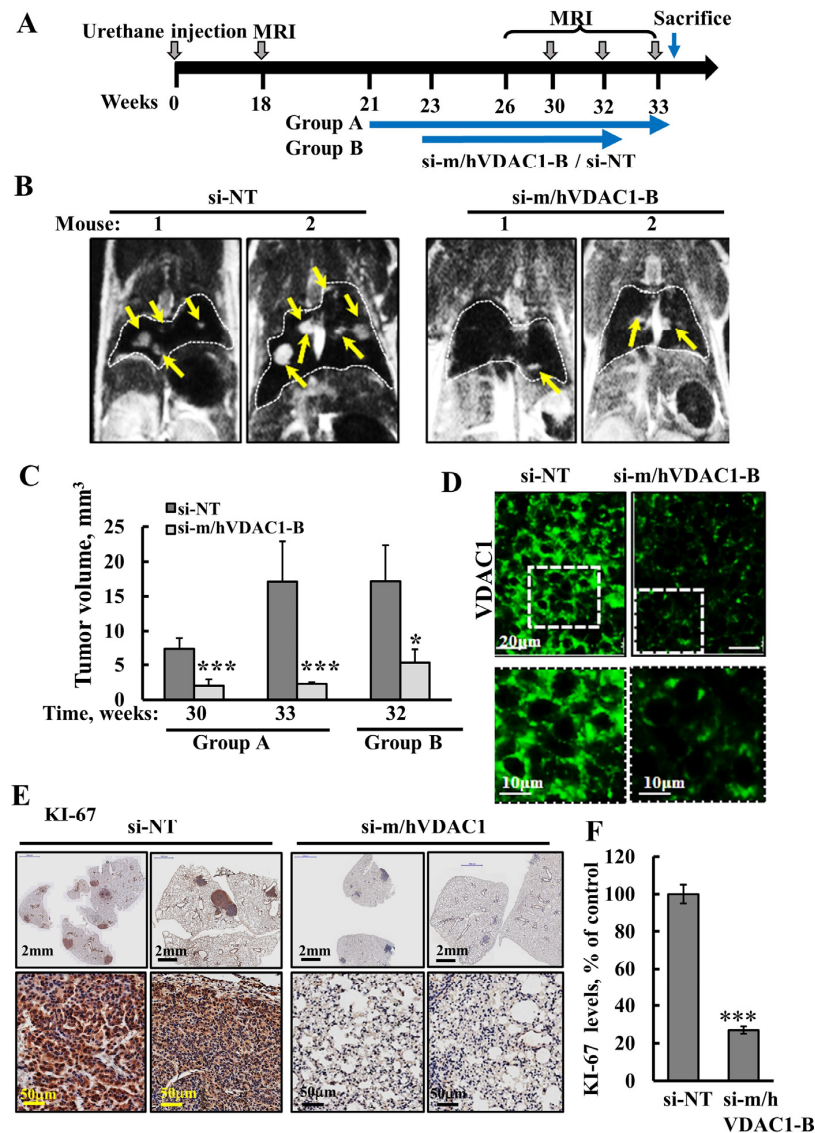 A
Urethane injection MRI
MRI
Sacrifice
Weeks 0 18 21 23 26 30 32 33
Group A
Group B
si-m/hVDAC1-B / si-NT
B
si-NT
si-m/hVDAC1-B
Mouse: 1 2 1 2
C
Tumor volume, mm³
si-NT
si-m/hVDAC1-B
25
20
15
10
5
0
*** *** *
Time, weeks: 30 33 32
Group A Group B
D
si-NT si-m/hVDAC1-B
VDAC1
20µm
10µm 10µm
E
KI-67
si-NT si-m/hVDAC1
2mm 2mm 2mm 2mm
50µm 50µm 50µm 50µm
F
KI-67 levels, % of control
120
100
80
60
40
20
0
***
si-NT si-m/h
VDAC1-B